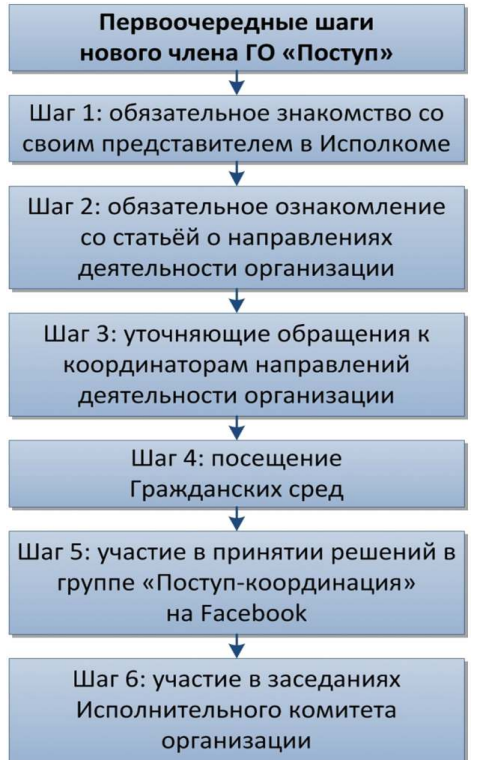 Первоочередные шаги
нового члена ГО «Поступ»
Шаг 1: обязательное знакомство со
своим представителем в Исполкоме
Шаг 2: обязательное ознакомление
со статьёй о направлениях
деятельности организации
Шаг 3: уточняющие обращения к
координаторам направлений
деятельности организации
Шаг 4: посещение
Гражданских сред
Шаг 5: участие в принятии решений в
группе «Поступ-координация»
на Facebook
Шаг 6: участие в заседаниях
Исполнительного комитета
организации